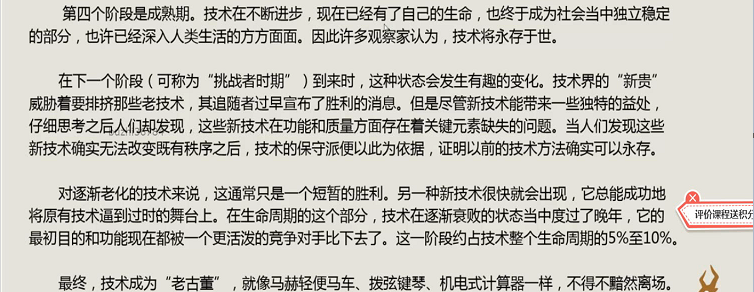 第四个阶段是成熟期。技术在不断进步，现在已经有了自己的生命，也终于成为社会当中独立稳定
的部分，也许已经深入人类生活的方方面面。因此许多观察家认为，技术将永存于世。
在下一个阶段（可称为“挑战者时期”）到来时，这种状态会发生有趣的变化。技术界的“新贵”
威胁着要排挤那些老技术，其追随者过早宣布了胜利的消息。但是尽管新技术能带来一些独特的益处，
仔细思考之后人们却发现，这些新技术在功能和质量方面存在着关键元素缺失的问题。当人们发现这些
新技术确实无法改变既有秩序之后，技术的保守派便以此为依据，证明以前的技术方法确实可以永存。
对逐渐老化的技术来说，这通常只是一个短暂的胜利。另一种新技术很快就会出现，它总能成功地
将原有技术逼到过时的舞台上。在生命周期的这个部分，技术在逐渐衰败的状态当中度过了晚年，它的
最初目的和功能现在都被一个更活泼的竞争对手比下去了。这一阶段约占技术整个生命周期的5%至10%。
评价课程送积分
最终，技术成为“老古董”，就像马赫轻便马车、拨弦键琴、机电式计算器一样，不得不黯然离场。